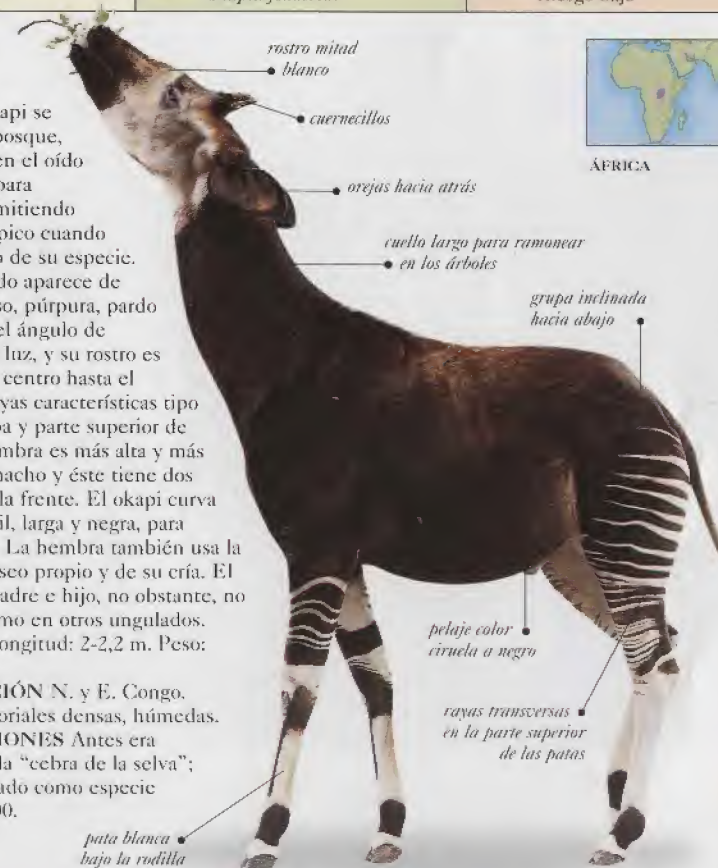 Riesgo bajo
rostro mitad
blanco
cuernecillos
orejas hacia atrás
cuello largo para ramonear
en los árboles
ÁFRICA
grupa inclinada
hacia abajo
api se
bosque,
en el oído
para
mitiendo
pico cuando
o de su especie.
do aparece de
so, púrpura, pardo
el ángulo de
luz, y su rostro es
centro hasta el
yas características tipo
pa y parte superior de
mbra es más alta y más
macho y éste tiene dos
la frente. El okapi curva
il, larga y negra, para
La hembra también usa la
seo propio y de su cría. El
adre e hijo, no obstante, no
mo en otros ungulados.
ongitud: 2-2,2 m. Peso:
CIÓN N. y E. Congo.
oriales densas, húmedas.
IONES Antes era
da “cebra de la selva”;
ado como especie
00.
pelaje color
ciruela a negro
rayas transversas
en la parte superior
de las patas
pata blanca
bajo la rodilla